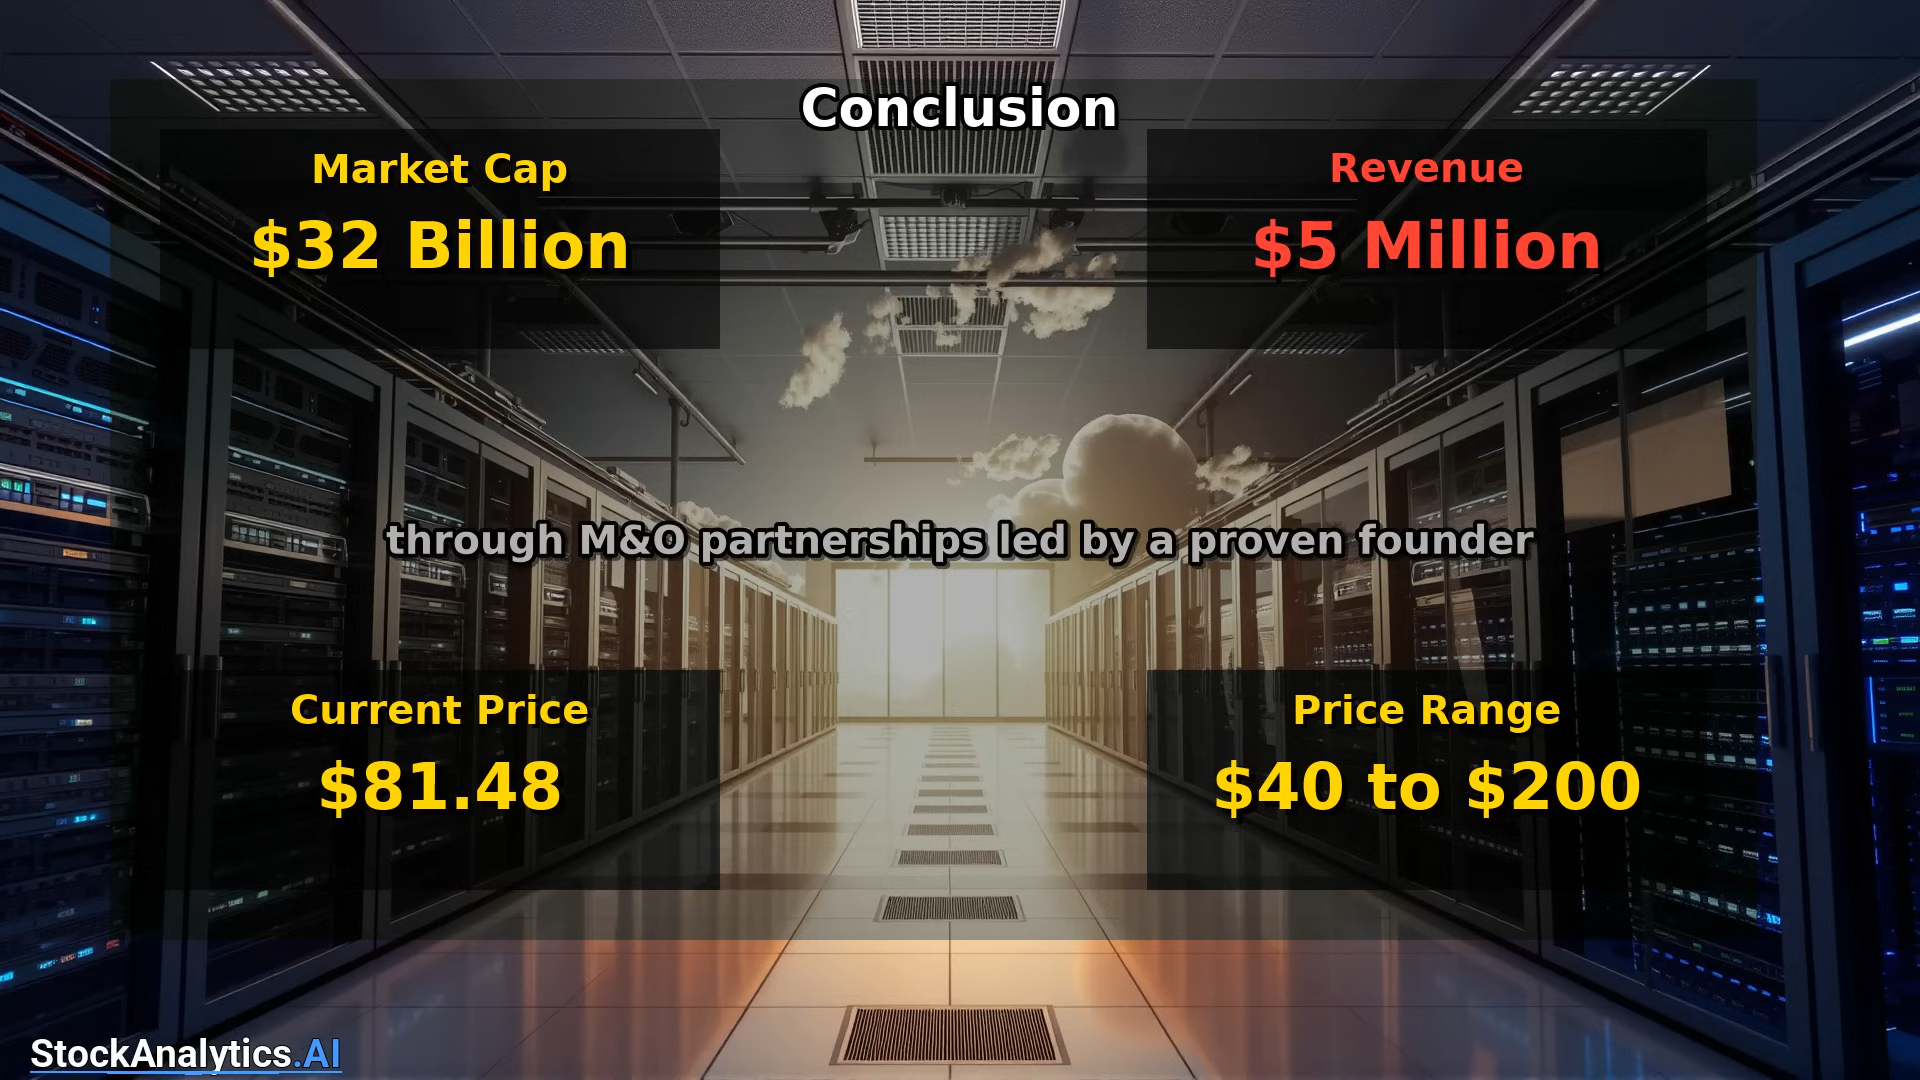 Conclusion
Market Cap
$32 Billion
Revenue
$5 Million
through M&O partnerships led by a proven founder
Current Price
$81.48
Price Range
$40 to $200
StockAnalytics.AI